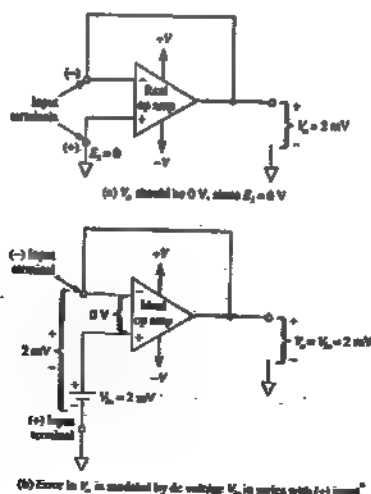 +V
(−)
−
Real
op amp
Input
terminals
+
(+)
E_i = 0
−V
+
V_o = 2 mV
−
(a) V_o should be 0 V, since E_i = 0 V
(−) Input
terminal
+V
−
0 V
Ideal
op amp
+
+
2 mV
−
−V
+
V_o = V_io = 2 mV
−
+
V_io = 2 mV
−
(+) Input
terminal
(b) Error in V_o is modeled by dc voltage V_io in series with (+) input